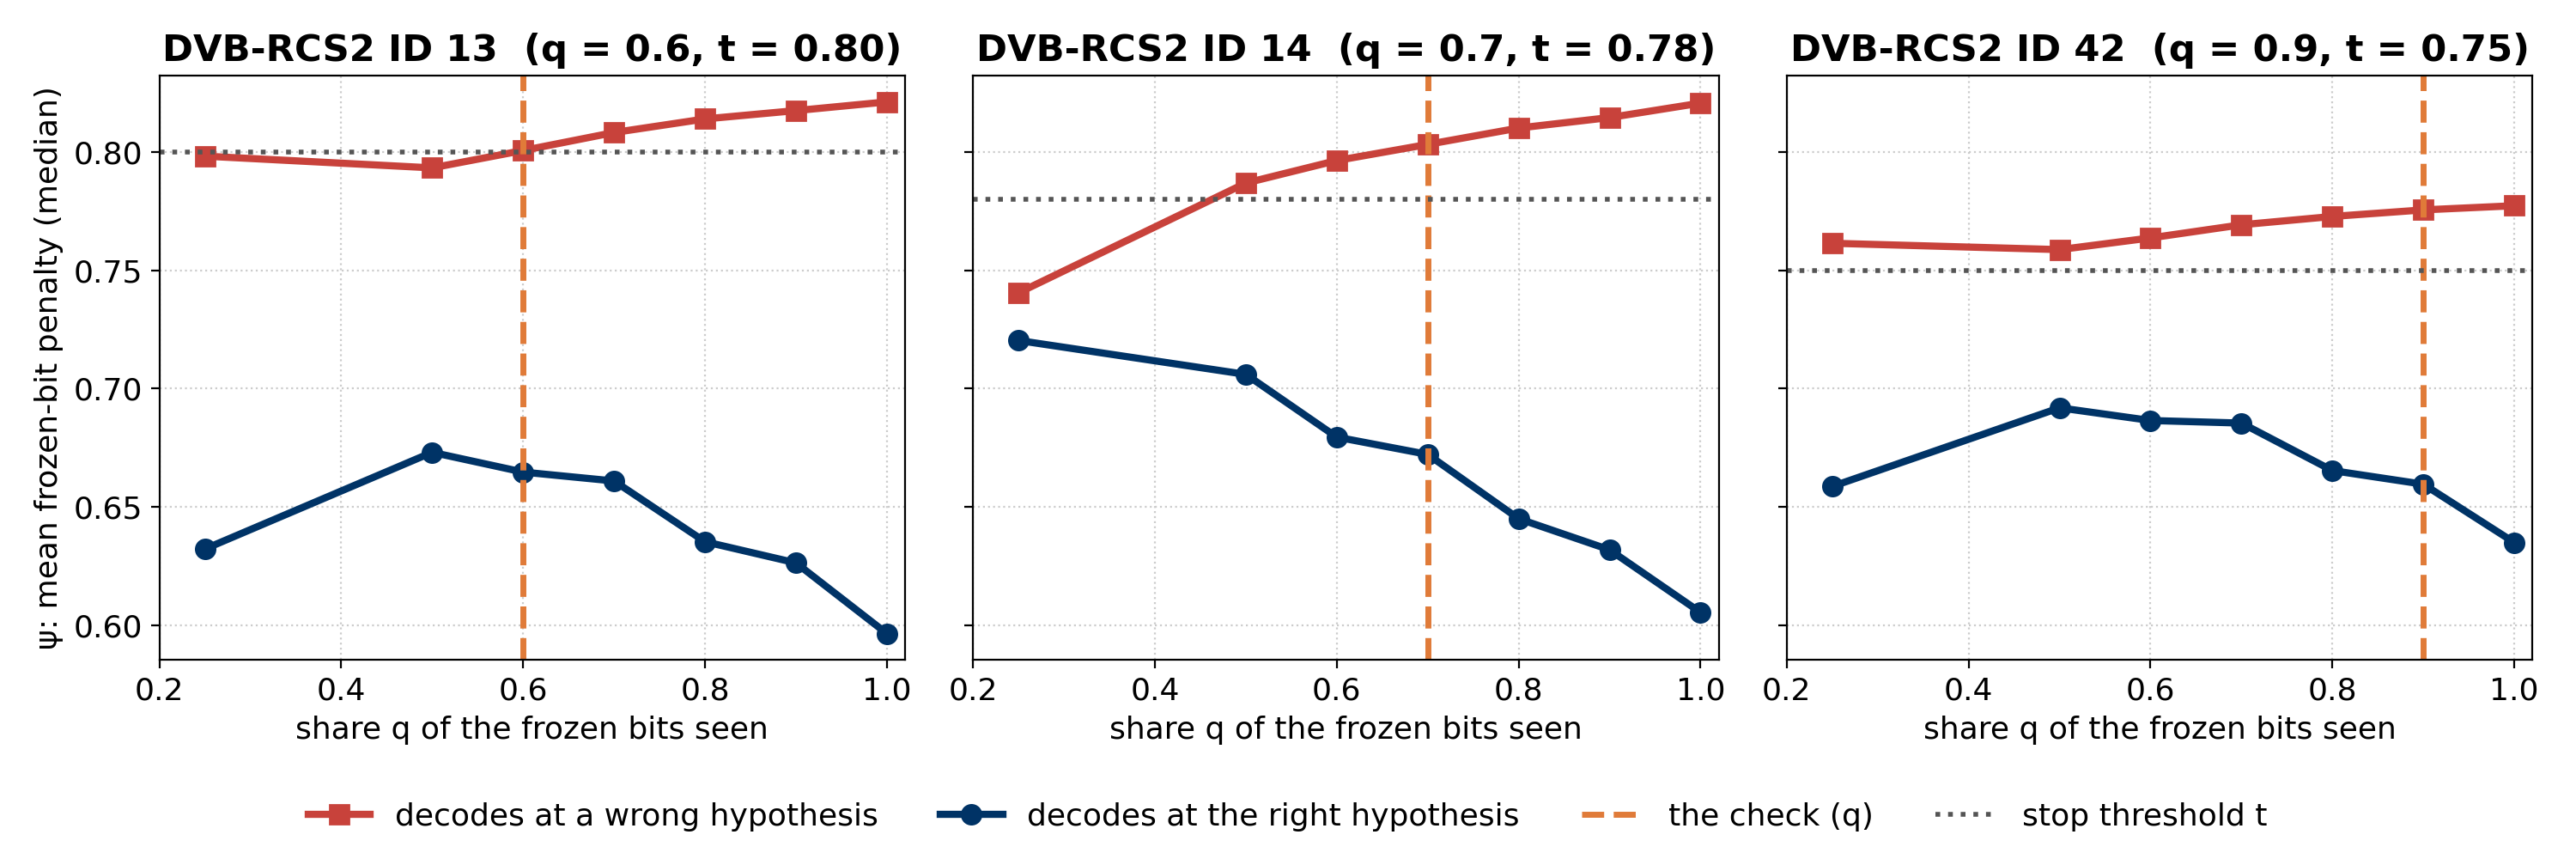 DVB-RCS2 ID 13 (q = 0.6, t = 0.80)
DVB-RCS2 ID 14 (q = 0.7, t = 0.78)
DVB-RCS2 ID 42 (q = 0.9, t = 0.75)
ψ: mean frozen-bit penalty (median)
0.80
0.75
0.70
0.65
0.60
0.2 0.4 0.6 0.8 1.0
0.2 0.4 0.6 0.8 1.0
0.2 0.4 0.6 0.8 1.0
share q of the frozen bits seen
share q of the frozen bits seen
share q of the frozen bits seen
decodes at a wrong hypothesis
decodes at the right hypothesis
the check (q)
stop threshold t